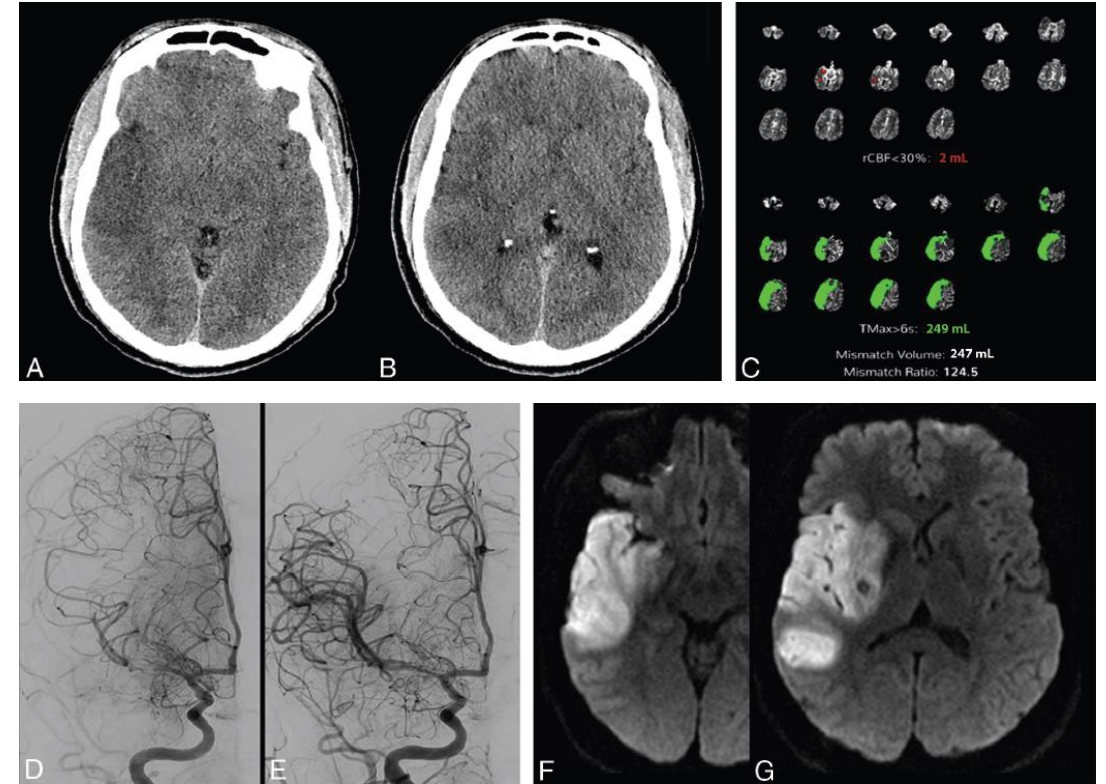 rCBF<30%: 2 mL
TMax>6s: 249 mL
Mismatch Volume: 247 mL
Mismatch Ratio: 124.5
A
B
C
D
E
F
G